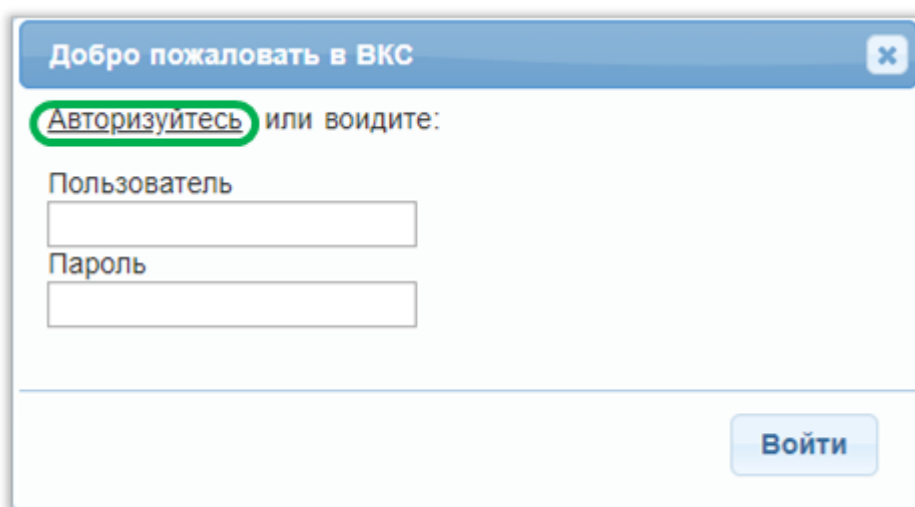 Добро пожаловать в ВКС
Авторизуйтесь или воидите:
Пользователь
Пароль
Войти